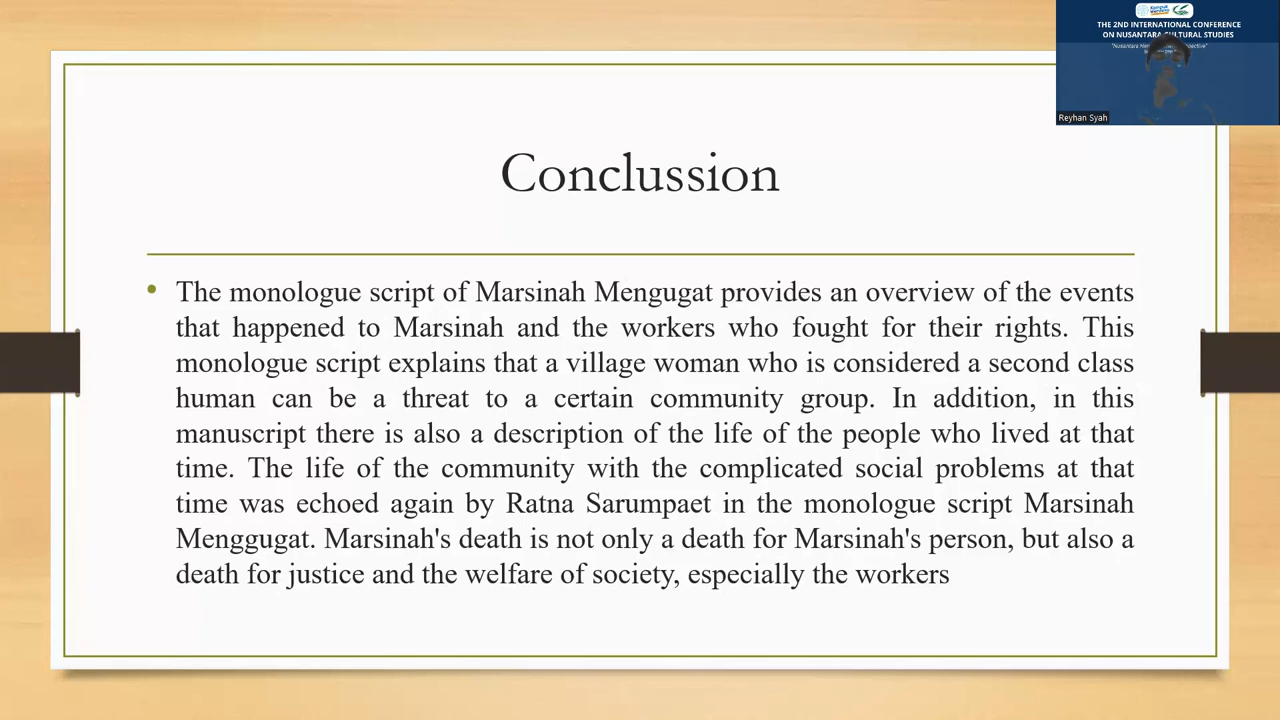 THE 2ND INTERNATIONAL CONFERENCE
ON NUSANTARA CULTURAL STUDIES
Reyhan Syah
Conclussion
• The monologue script of Marsinah Mengugat provides an overview of the events
that happened to Marsinah and the workers who fought for their rights. This
monologue script explains that a village woman who is considered a second class
human can be a threat to a certain community group. In addition, in this
manuscript there is also a description of the life of the people who lived at that
time. The life of the community with the complicated social problems at that
time was echoed again by Ratna Sarumpaet in the monologue script Marsinah
Menggugat. Marsinah's death is not only a death for Marsinah's person, but also a
death for justice and the welfare of society, especially the workers